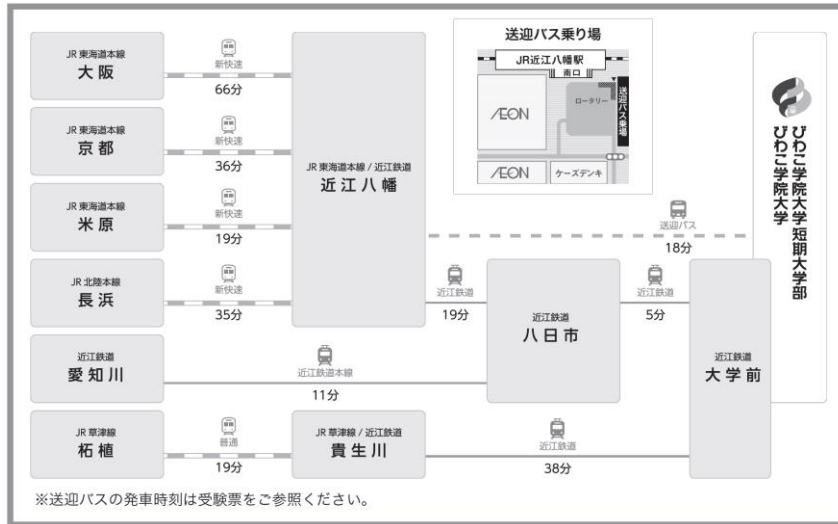 JR 東海道本線
大阪
新快速
66分
JR 東海道本線
京都
新快速
36分
JR 東海道本線
米原
新快速
19分
JR 北陸本線
長浜
新快速
35分
JR 東海道本線 / 近江鉄道
近江八幡
送迎バス乗り場
JR近江八幡駅
南口
ロータリー
送迎バス乗場
ÆON
ÆON
ケーズデンキ
送迎バス
18分
近江鉄道
19分
近江鉄道
八日市
近江鉄道
5分
近江鉄道
愛知川
近江鉄道本線
11分
JR 草津線
柘植
普通
19分
JR 草津線 / 近江鉄道
貴生川
近江鉄道
38分
近江鉄道
大学前
びわこ学院大学短期大学部
びわこ学院大学
※送迎バスの発車時刻は受験票をご参照ください。